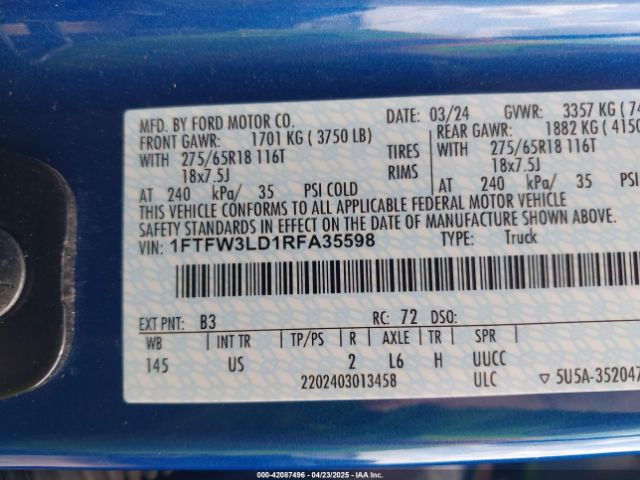 MFD. BY FORD MOTOR CO.
DATE: 03/24 GVWR: 3357 KG ( 74
FRONT GAWR: 1701 KG ( 3750 LB)
REAR GAWR: 1882 KG ( 4150
WITH 275/65R18 116T TIRES WITH 275/65R18 116T
18x7.5J RIMS 18x7.5J
AT 240 kPa/ 35 PSI COLD AT 240 kPa/ 35
THIS VEHICLE CONFORMS TO ALL APPLICABLE FEDERAL MOTOR VEHICLE
SAFETY STANDARDS IN EFFECT ON THE DATE OF MANUFACTURE SHOWN ABOVE.
VIN: 1FTFW3LD1RFA35598 TYPE: Truck
EXT PNT: B3 RC: 72 DSO:
WB INT TR TP/PS R AXLE TR SPR
145 US 2 L6 H UUCC
2202403013458 ULC ▽ 5U5A-352047
000-42087496 - 04/23/2025 - IAAI.COM